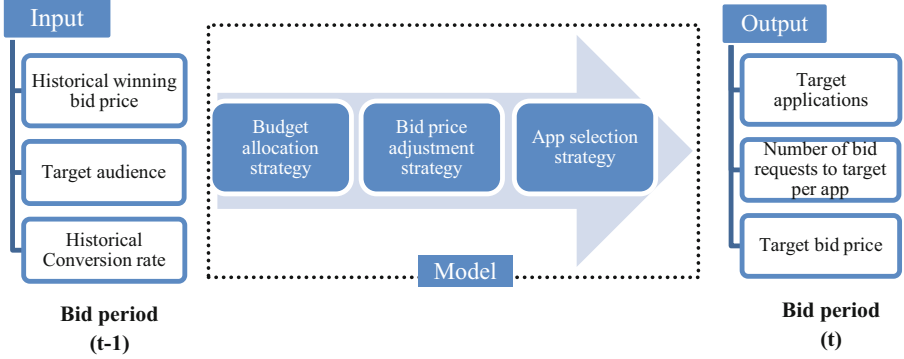 Input
Historical winning
bid price
Target audience
Historical
Conversion rate
Bid period
(t-1)
Budget
allocation
strategy
Bid price
adjustment
strategy
App selection
strategy
Model
Output
Target
applications
Number of bid
requests to target
per app
Target bid price
Bid period
(t)